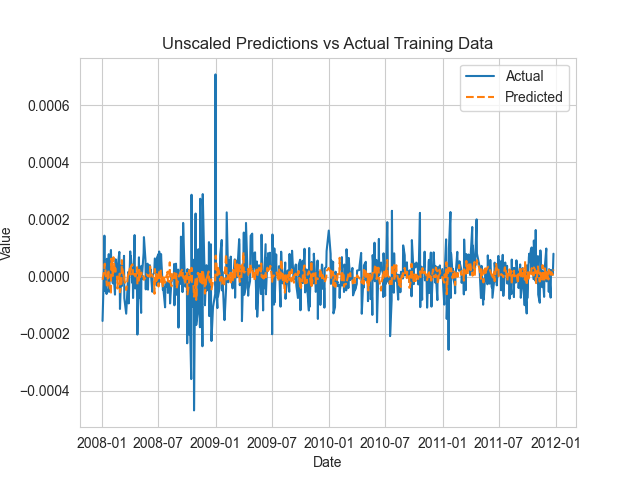 Unscaled Predictions vs Actual Training Data
Actual
Predicted
0.0006
0.0004
0.0002
0.0000
−0.0002
−0.0004
Value
2008-01 2008-07 2009-01 2009-07 2010-01 2010-07 2011-01 2011-07 2012-01
Date